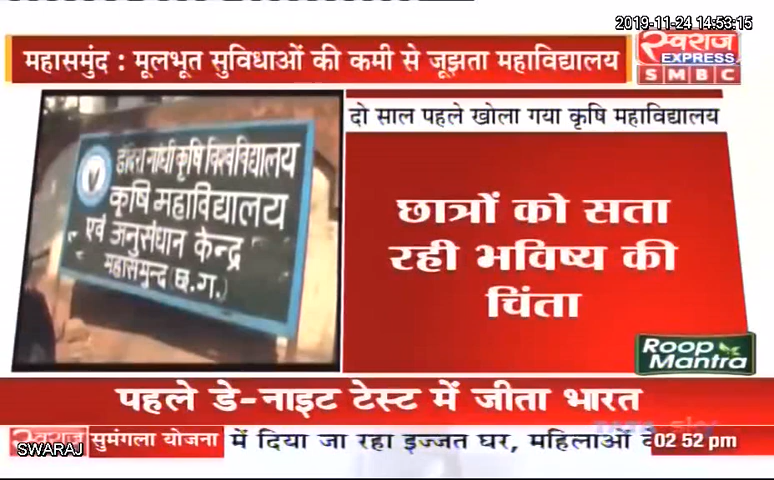 2019-11-24 14:53:15
महासमुंद : मूलभूत सुविधाओं की कमी से जूझता महाविद्यालय
स्वराज
EXPRESS
SMBC
दो साल पहले खोला गया कृषि महाविद्यालय
इंदिरा गांधी कृषि विश्वविद्यालय
कृषि महाविद्यालय
एवं अनुसंधान केन्द्र
महासमुन्द (छ.ग.)
छात्रों को सता
रही भविष्य की
चिंता
Roop
Mantra
पहले डे-नाइट टेस्ट में जीता भारत
स्वराज सुमंगला योजना में दिया जा रहा इज्जत घर, महिलाओं
02:52 pm
SWARAJ